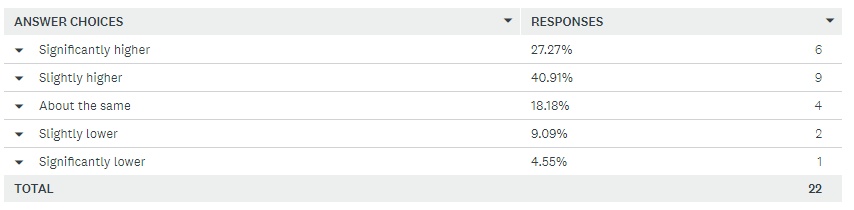 ANSWER CHOICES RESPONSES
Significantly higher 27.27% 6
Slightly higher 40.91% 9
About the same 18.18% 4
Slightly lower 9.09% 2
Significantly lower 4.55% 1
TOTAL 22